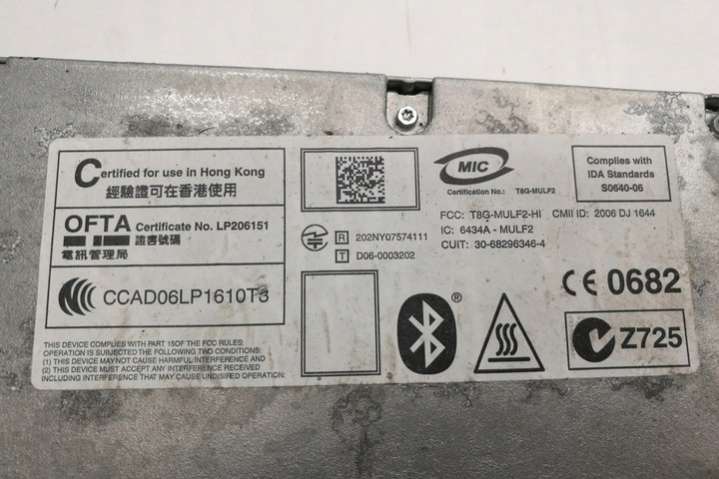 Certified for use in Hong Kong
經驗證可在香港使用
OFTA Certificate No. LP206151
證書號碼
電訊管理局
CCAD06LP1610T3
THIS DEVICE COMPLIES WITH PART 15OF THE FCC RULES:
OPERATION IS SUBJECTED THE FOLLOWING TWO CONDITIONS:
(1) THIS DEVICE MAY NOT CAUSE HARMFUL INTERFERENCE AND
(2) THIS DEVICE MUST ACCEPT ANY INTERFERENCE RECEIVED
INCLUDING INTERFERENCE THAT MAY CAUSE UNDISIRED OPERATION.
R 202NY07574111
T D06-0003202
MIC
Certification No.: T8G-MULF2
Complies with
IDA Standards
S0640-06
FCC: T8G-MULF2-HI CMII ID: 2006 DJ 1644
IC: 6434A - MULF2
CUIT: 30-68296346-4
CE 0682
®
Z725